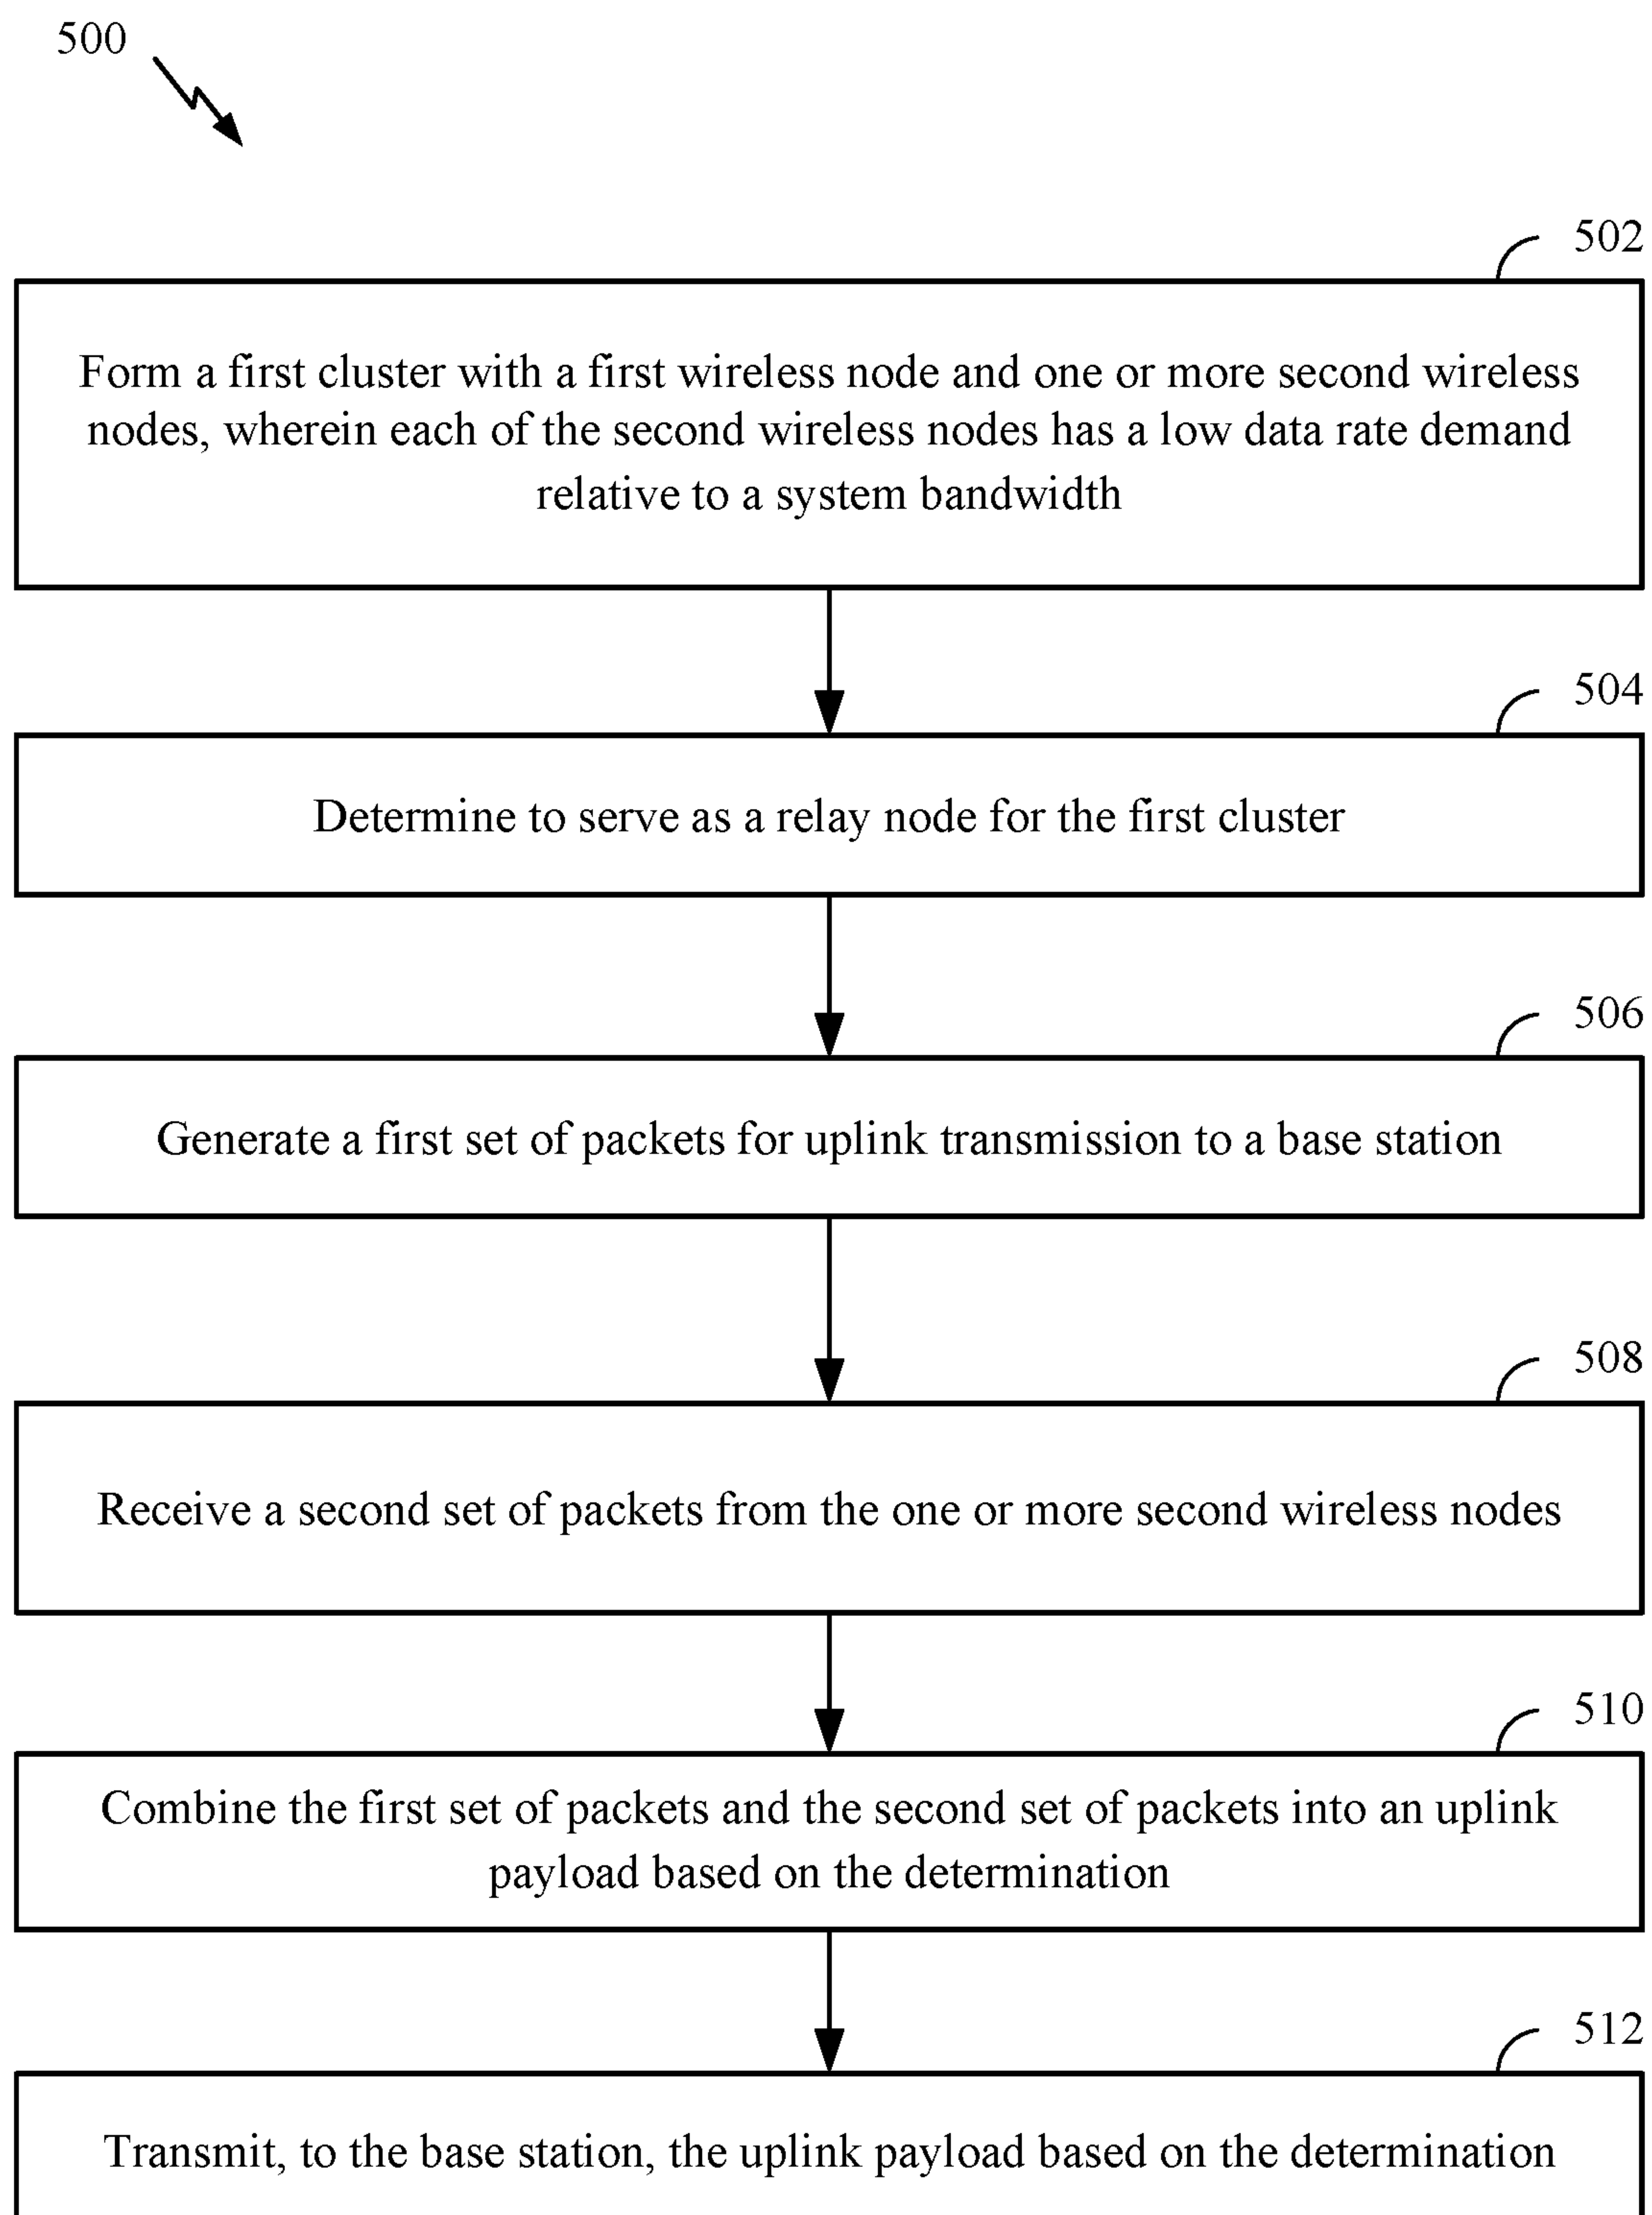 500
502
Form a first cluster with a first wireless node and one or more second wireless
nodes, wherein each of the second wireless nodes has a low data rate demand
relative to a system bandwidth
504
Determine to serve as a relay node for the first cluster
506
Generate a first set of packets for uplink transmission to a base station
508
Receive a second set of packets from the one or more second wireless nodes
510
Combine the first set of packets and the second set of packets into an uplink
payload based on the determination
512
Transmit, to the base station, the uplink payload based on the determination